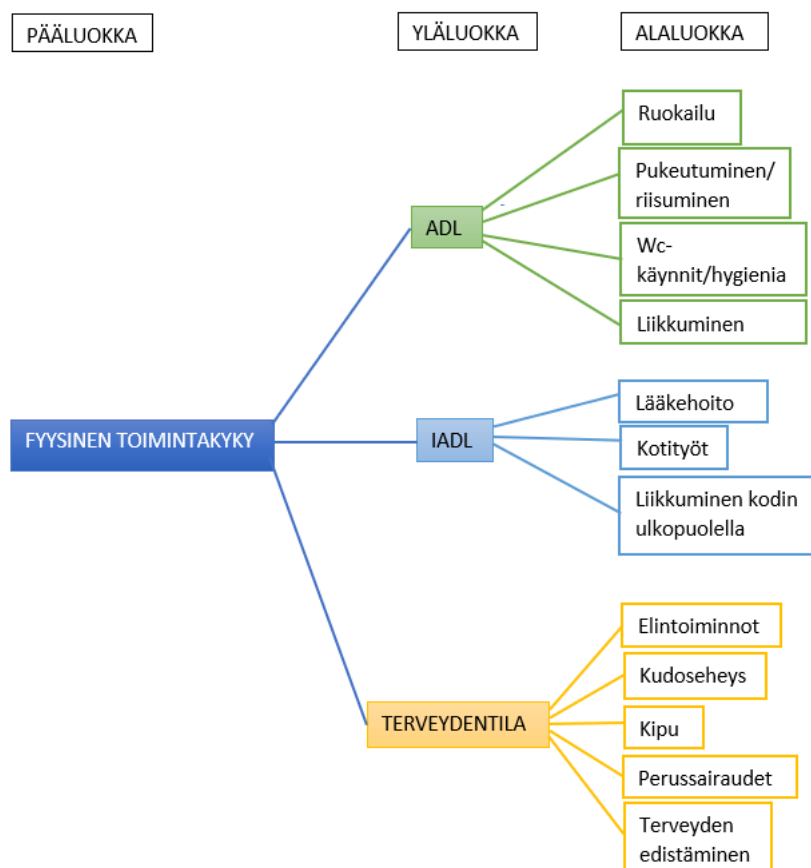 PÄÄLUOKKA
YLÄLUOKKA
ALALUOKKA
FYYSINEN TOIMINTAKYKY
ADL
Ruokailu
Pukeutuminen/
riisuminen
Wc-
käynnit/hygienia
Liikkuminen
IADL
Lääkehoito
Kotityöt
Liikkuminen kodin
ulkopuolella
TERVEYDENTILA
Elintoiminnot
Kudoseheys
Kipu
Perussairaudet
Terveyden
edistäminen